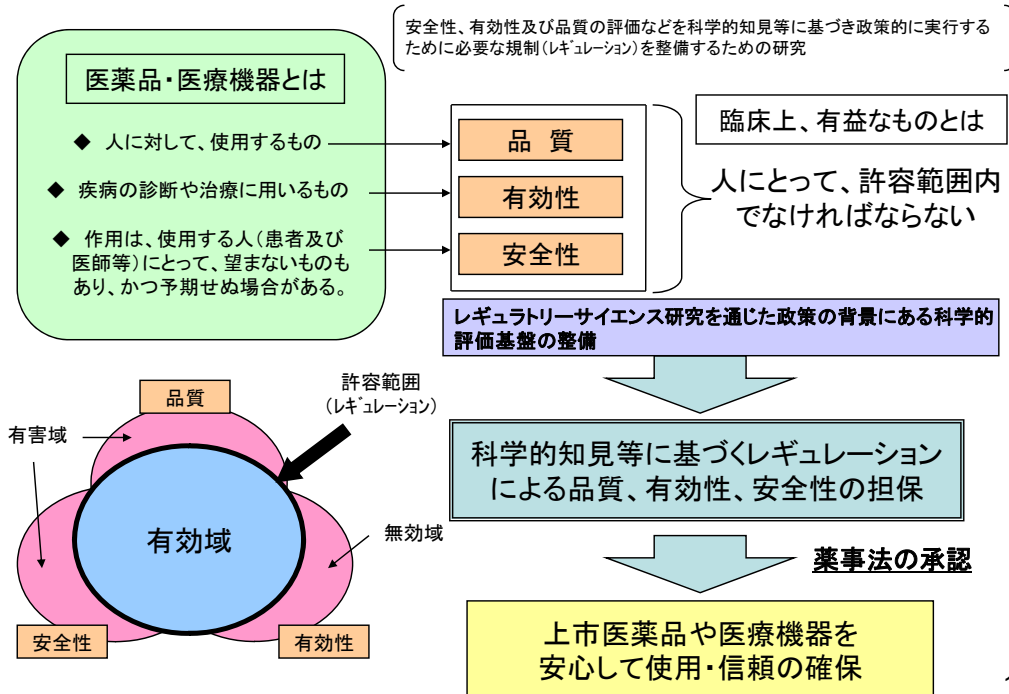 安全性、有効性及び品質の評価などを科学的知見等に基づき政策的に実行する
ために必要な規制(ﾚｷﾞｭﾚｰｼｮﾝ)を整備するための研究
医薬品・医療機器とは
◆ 人に対して、使用するもの
◆ 疾病の診断や治療に用いるもの
◆ 作用は、使用する人(患者及び
医師等)にとって、望まないものも
あり、かつ予期せぬ場合がある。
品 質
有効性
安全性
臨床上、有益なものとは
人にとって、許容範囲内
でなければならない
レギュラトリーサイエンス研究を通じた政策の背景にある科学的
評価基盤の整備
品質
許容範囲
(ﾚｷﾞｭﾚｰｼｮﾝ)
有害域
有効域
無効域
安全性
有効性
科学的知見等に基づくレギュレーション
による品質、有効性、安全性の担保
薬事法の承認
上市医薬品や医療機器を
安心して使用・信頼の確保